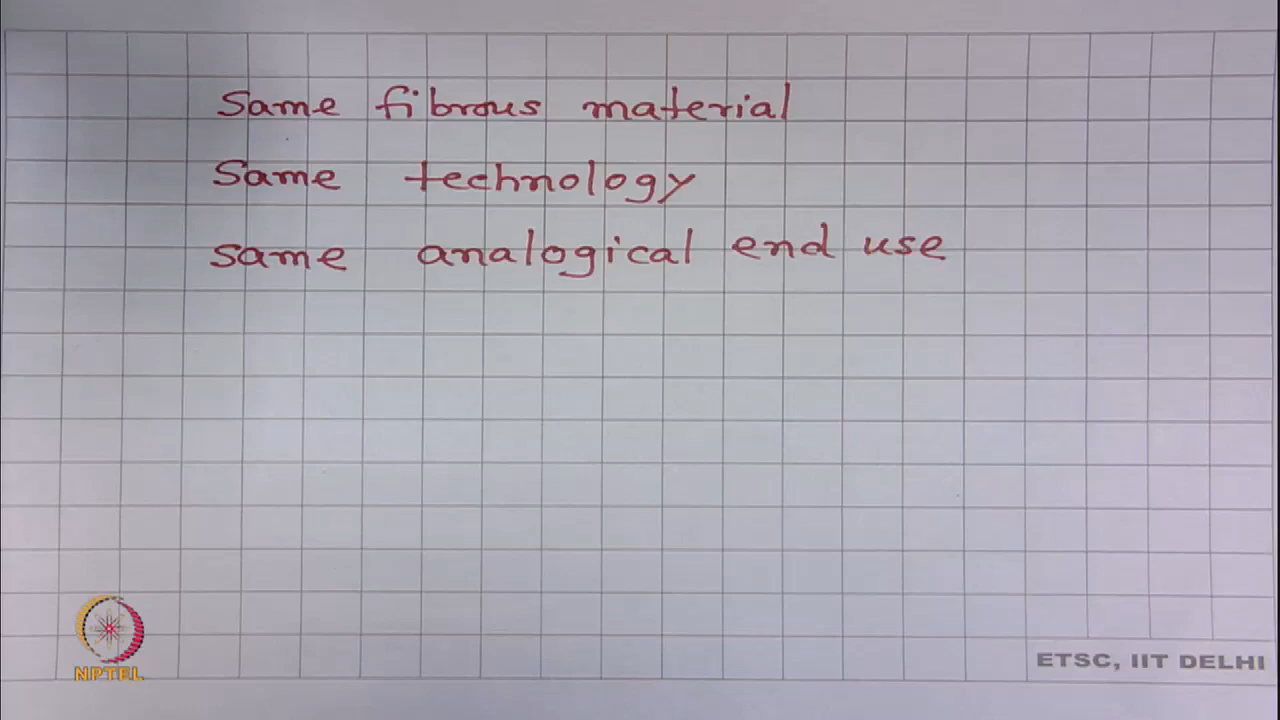 Same fibrous material
Same technology
same analogical end use
NPTEL
ETSC, IIT DELHI